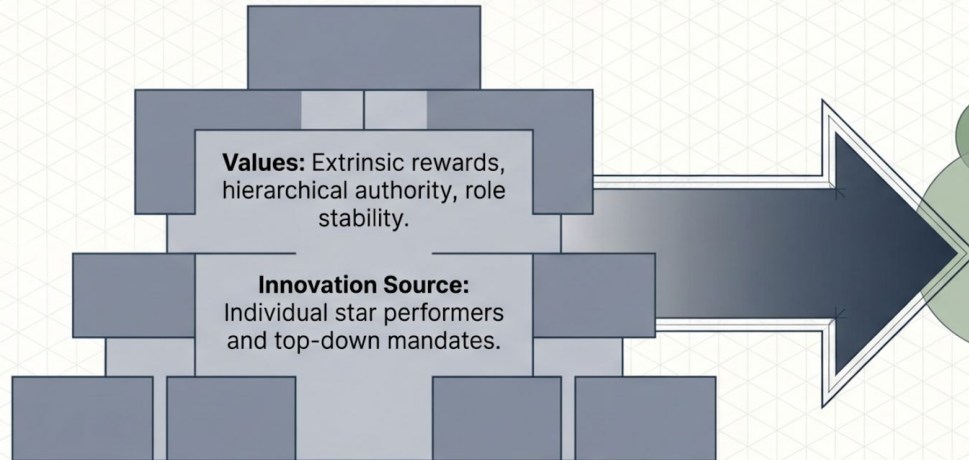 Values: Extrinsic rewards,
hierarchical authority, role
stability.
Innovation Source:
Individual star performers
and top-down mandates.